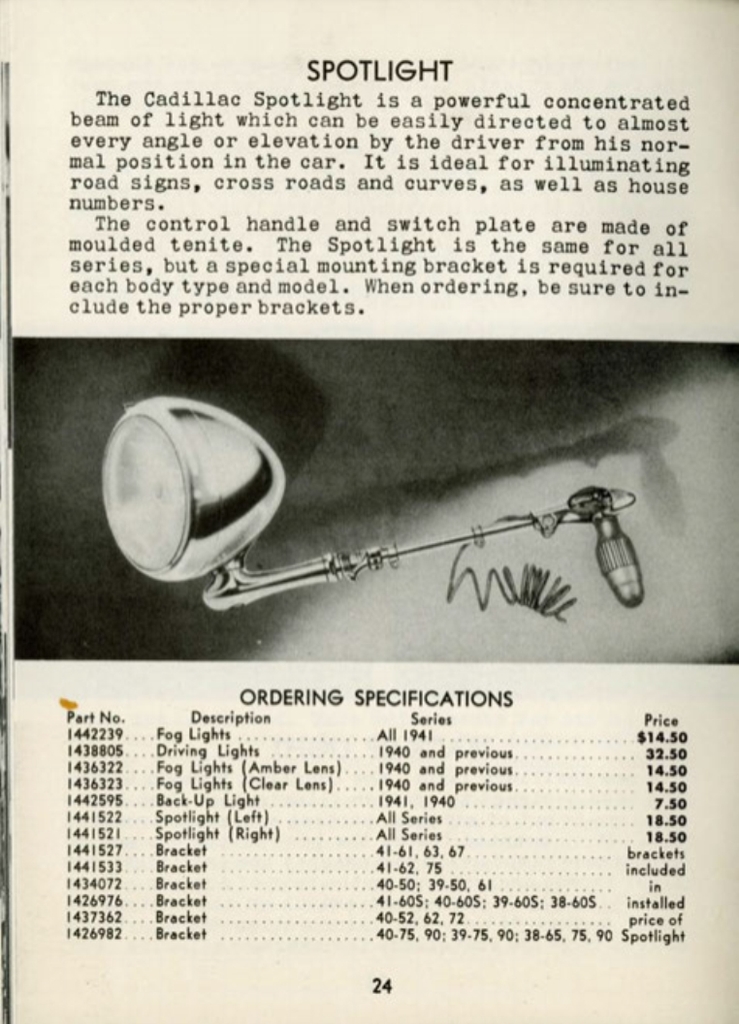 SPOTLIGHT
The Cadillac Spotlight is a powerful concentrated
beam of light which can be easily directed to almost
every angle or elevation by the driver from his nor-
mal position in the car. It is ideal for illuminating
road signs, cross roads and curves, as well as house
numbers.
The control handle and switch plate are made of
moulded tenite. The Spotlight is the same for all
series, but a special mounting bracket is required for
each body type and model. When ordering, be sure to in-
clude the proper brackets.
ORDERING SPECIFICATIONS
Part No. Description Series Price
1442239 .... Fog Lights .................. All 1941 .............................. $14.50
1438805 .... Driving Lights ............. 1940 and previous ................ 32.50
1436322 .... Fog Lights (Amber Lens) .... 1940 and previous ................ 14.50
1436323 .... Fog Lights (Clear Lens) ..... 1940 and previous ................ 14.50
1442595 .... Back-Up Light .............. 1941, 1940 ......................... 7.50
1441522 .... Spotlight (Left) ............ All Series ........................... 18.50
1441521 .... Spotlight (Right) .......... All Series ........................... 18.50
1441527 .... Bracket .................... 41-61, 63, 67 ................... brackets
1441533 .... Bracket .................... 41-62, 75 ....................... included
1434072 .... Bracket .................... 40-50; 39-50, 61 ................ in
1426976 .... Bracket .................... 41-60S; 40-60S; 39-60S; 38-60S .. installed
1437362 .... Bracket .................... 40-52, 62, 72 ................... price of
1426982 .... Bracket .................... 40-75, 90; 39-75, 90; 38-65, 75, 90 Spotlight
24